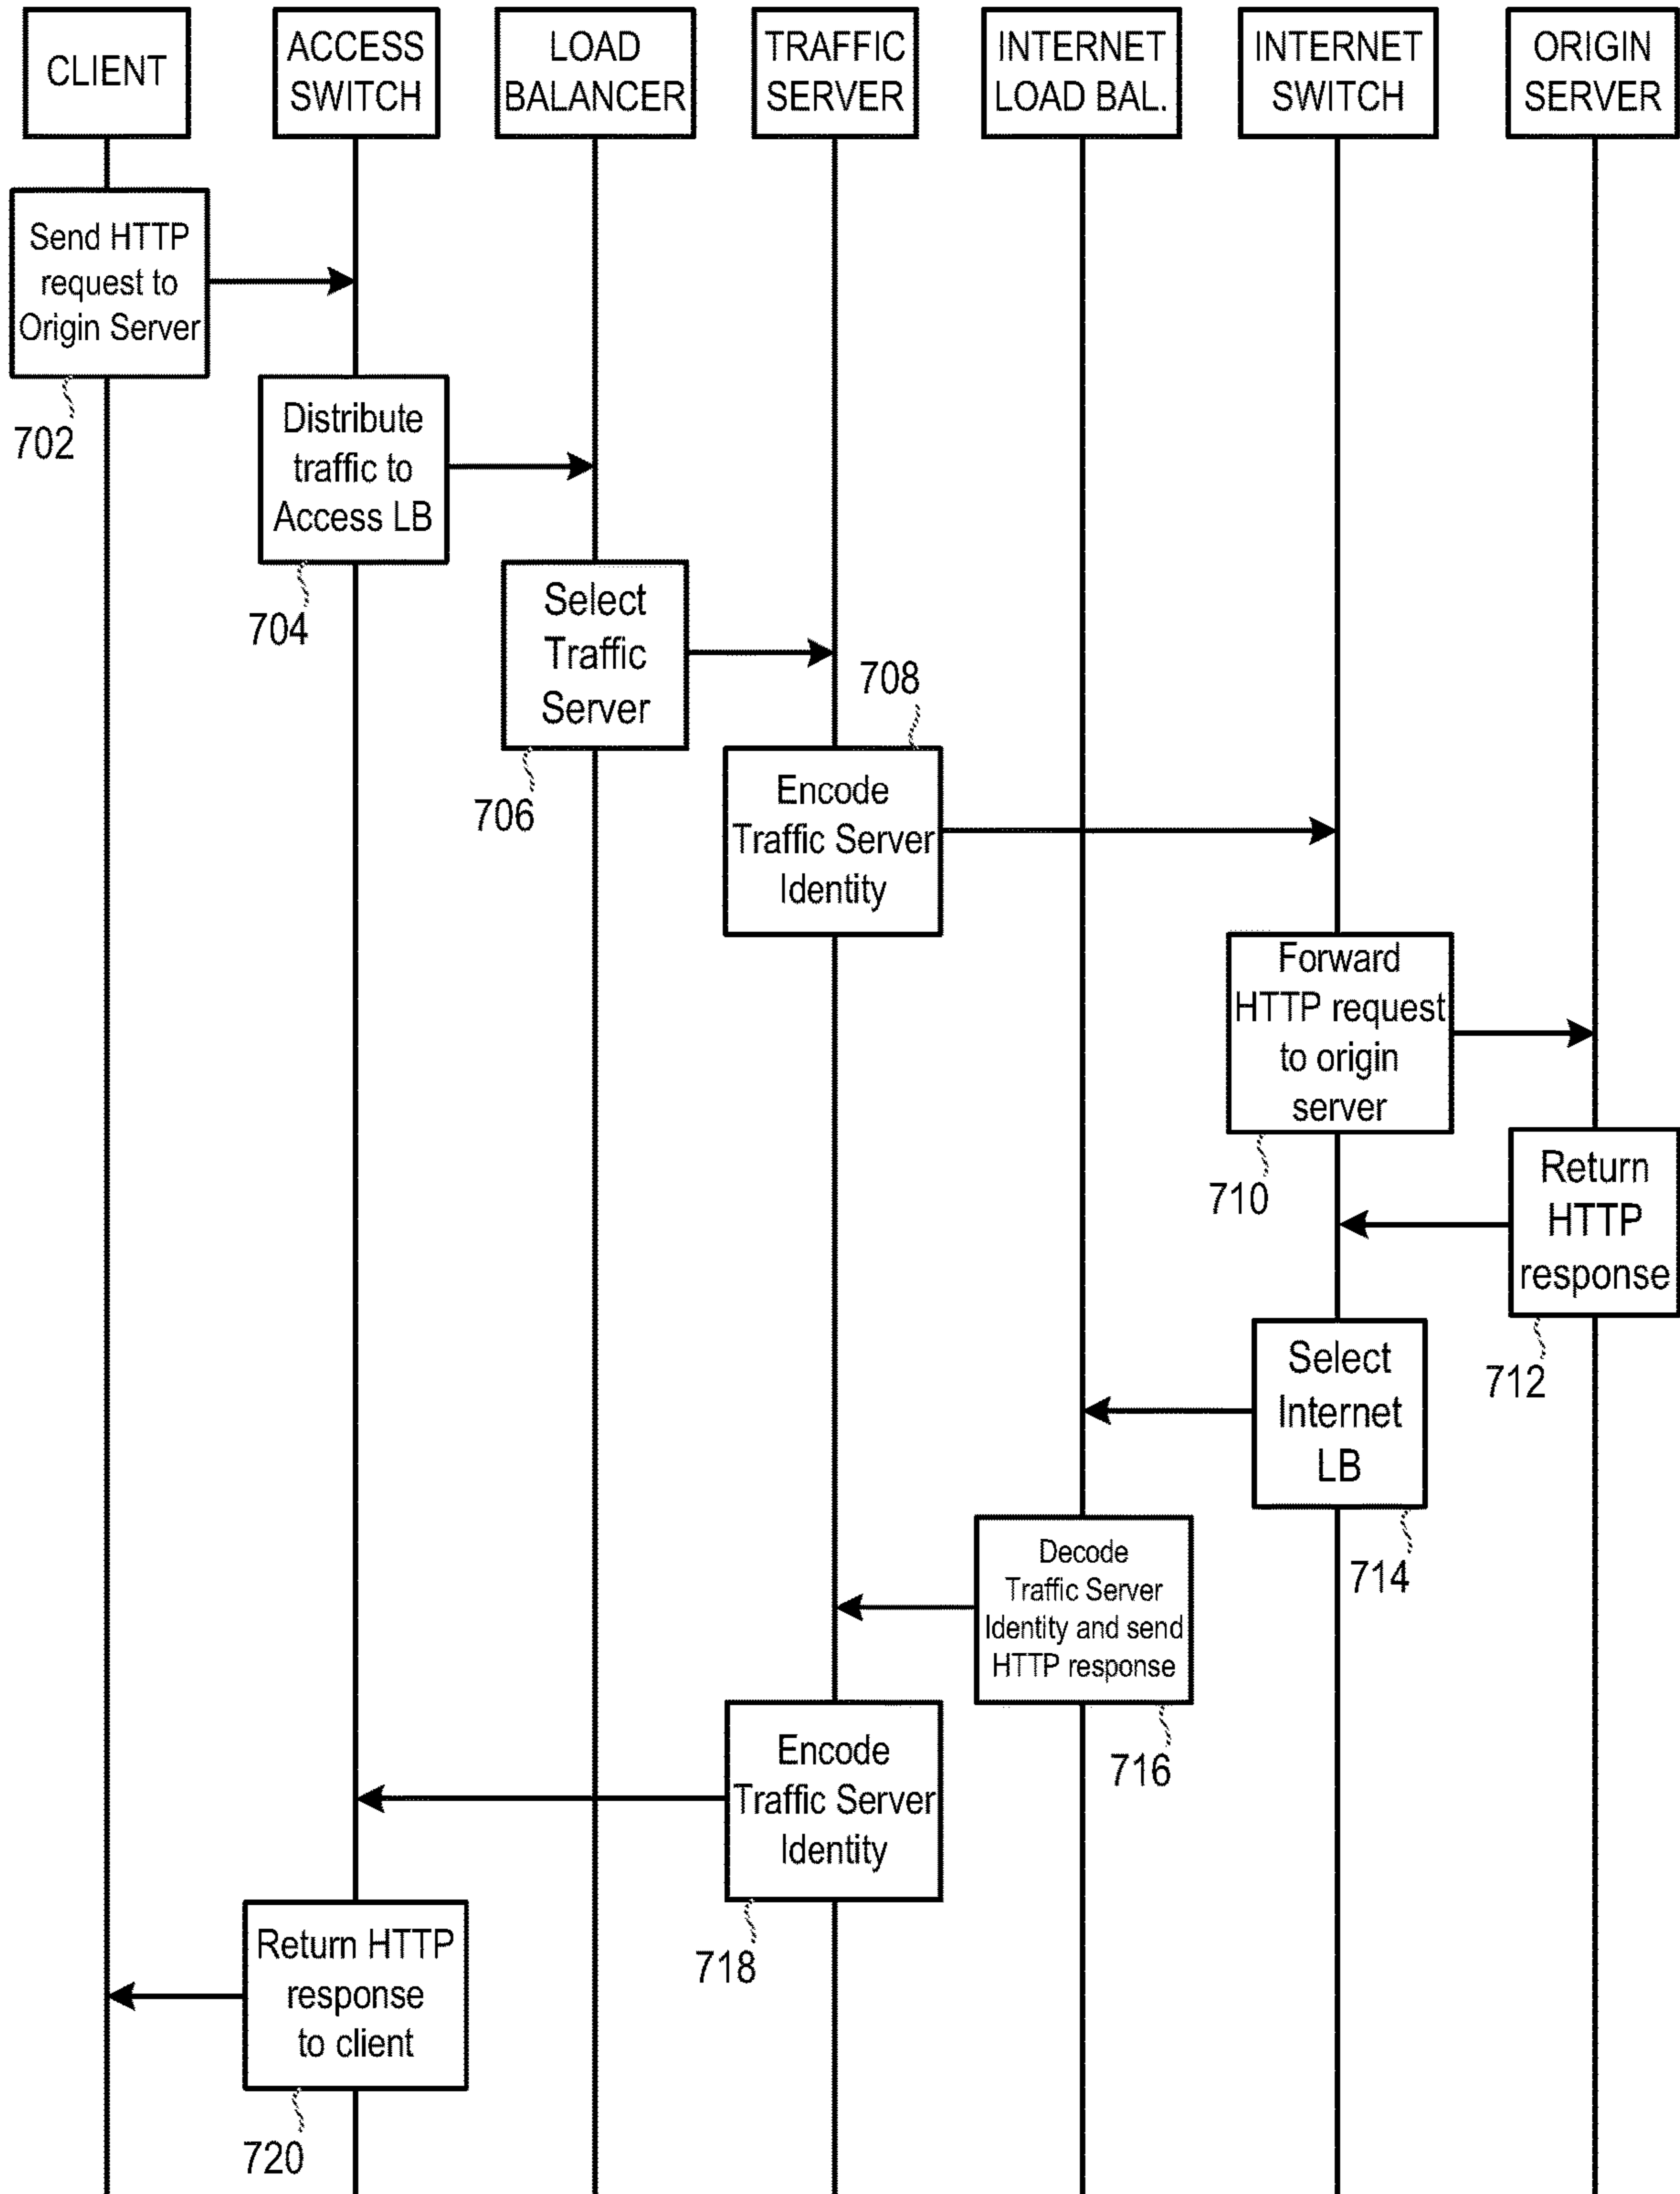 CLIENT
ACCESS
SWITCH
LOAD
BALANCER
TRAFFIC
SERVER
INTERNET
LOAD BAL.
INTERNET
SWITCH
ORIGIN
SERVER
Send HTTP
request to
Origin Server
702
Distribute
traffic to
Access LB
704
Select
Traffic
Server
706
708
Encode
Traffic Server
Identity
Forward
HTTP request
to origin
server
710
Return
HTTP
response
712
Select
Internet
LB
714
Decode
Traffic Server
Identity and send
HTTP response
716
Encode
Traffic Server
Identity
718
Return HTTP
response
to client
720